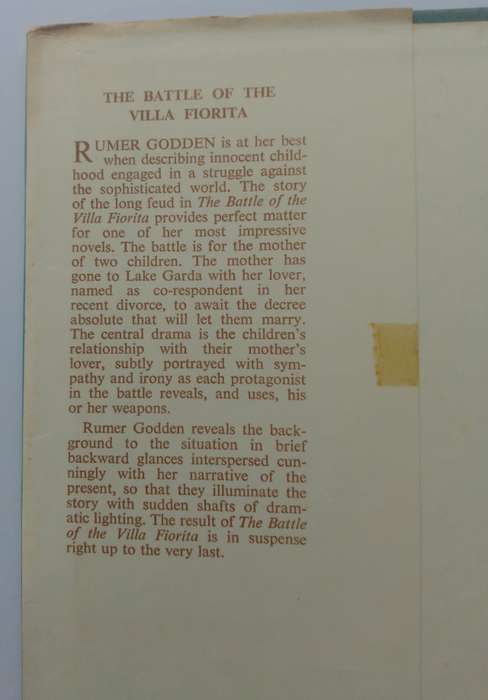 THE BATTLE OF THE
VILLA FIORITA
RUMER GODDEN is at her best
when describing innocent child-
hood engaged in a struggle against
the sophisticated world. The story
of the long feud in The Battle of the
Villa Fiorita provides perfect matter
for one of her most impressive
novels. The battle is for the mother
of two children. The mother has
gone to Lake Garda with her lover,
named as co-respondent in her
recent divorce, to await the decree
absolute that will let them marry.
The central drama is the children's
relationship with their mother's
lover, subtly portrayed with sym-
pathy and irony as each protagonist
in the battle reveals, and uses, his
or her weapons.
Rumer Godden reveals the back-
ground to the situation in brief
backward glances interspersed cun-
ningly with her narrative of the
present, so that they illuminate the
story with sudden shafts of dram-
atic lighting. The result of The Battle
of the Villa Fiorita is in suspense
right up to the very last.